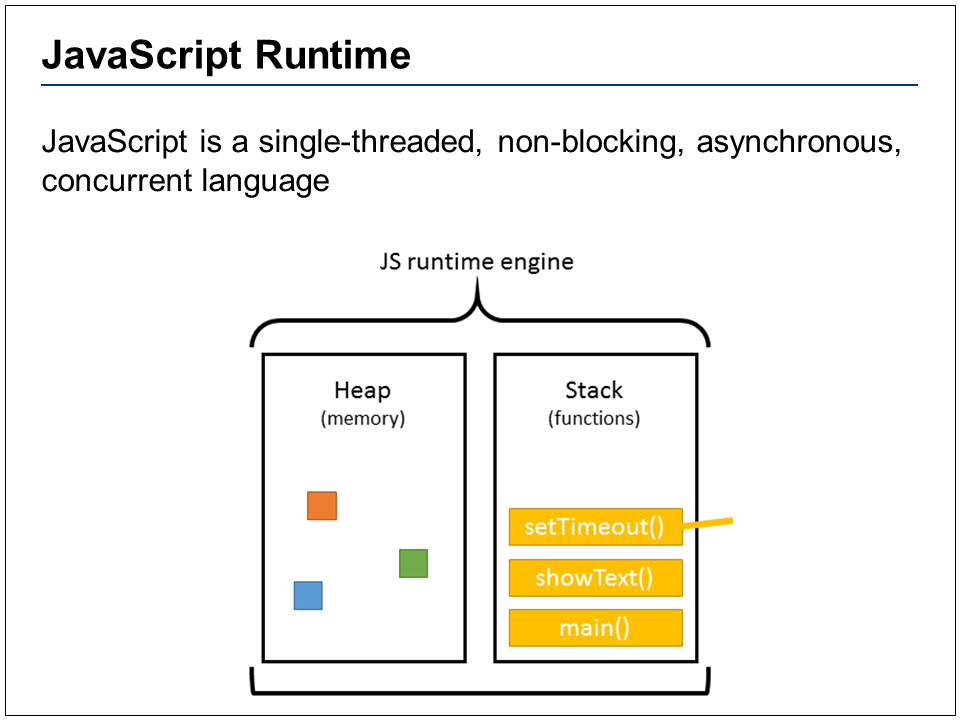 JavaScript Runtime
JavaScript is a single-threaded, non-blocking, asynchronous,
concurrent language
JS runtime engine
Heap
(memory)
Stack
(functions)
setTimeout()
showText()
main()